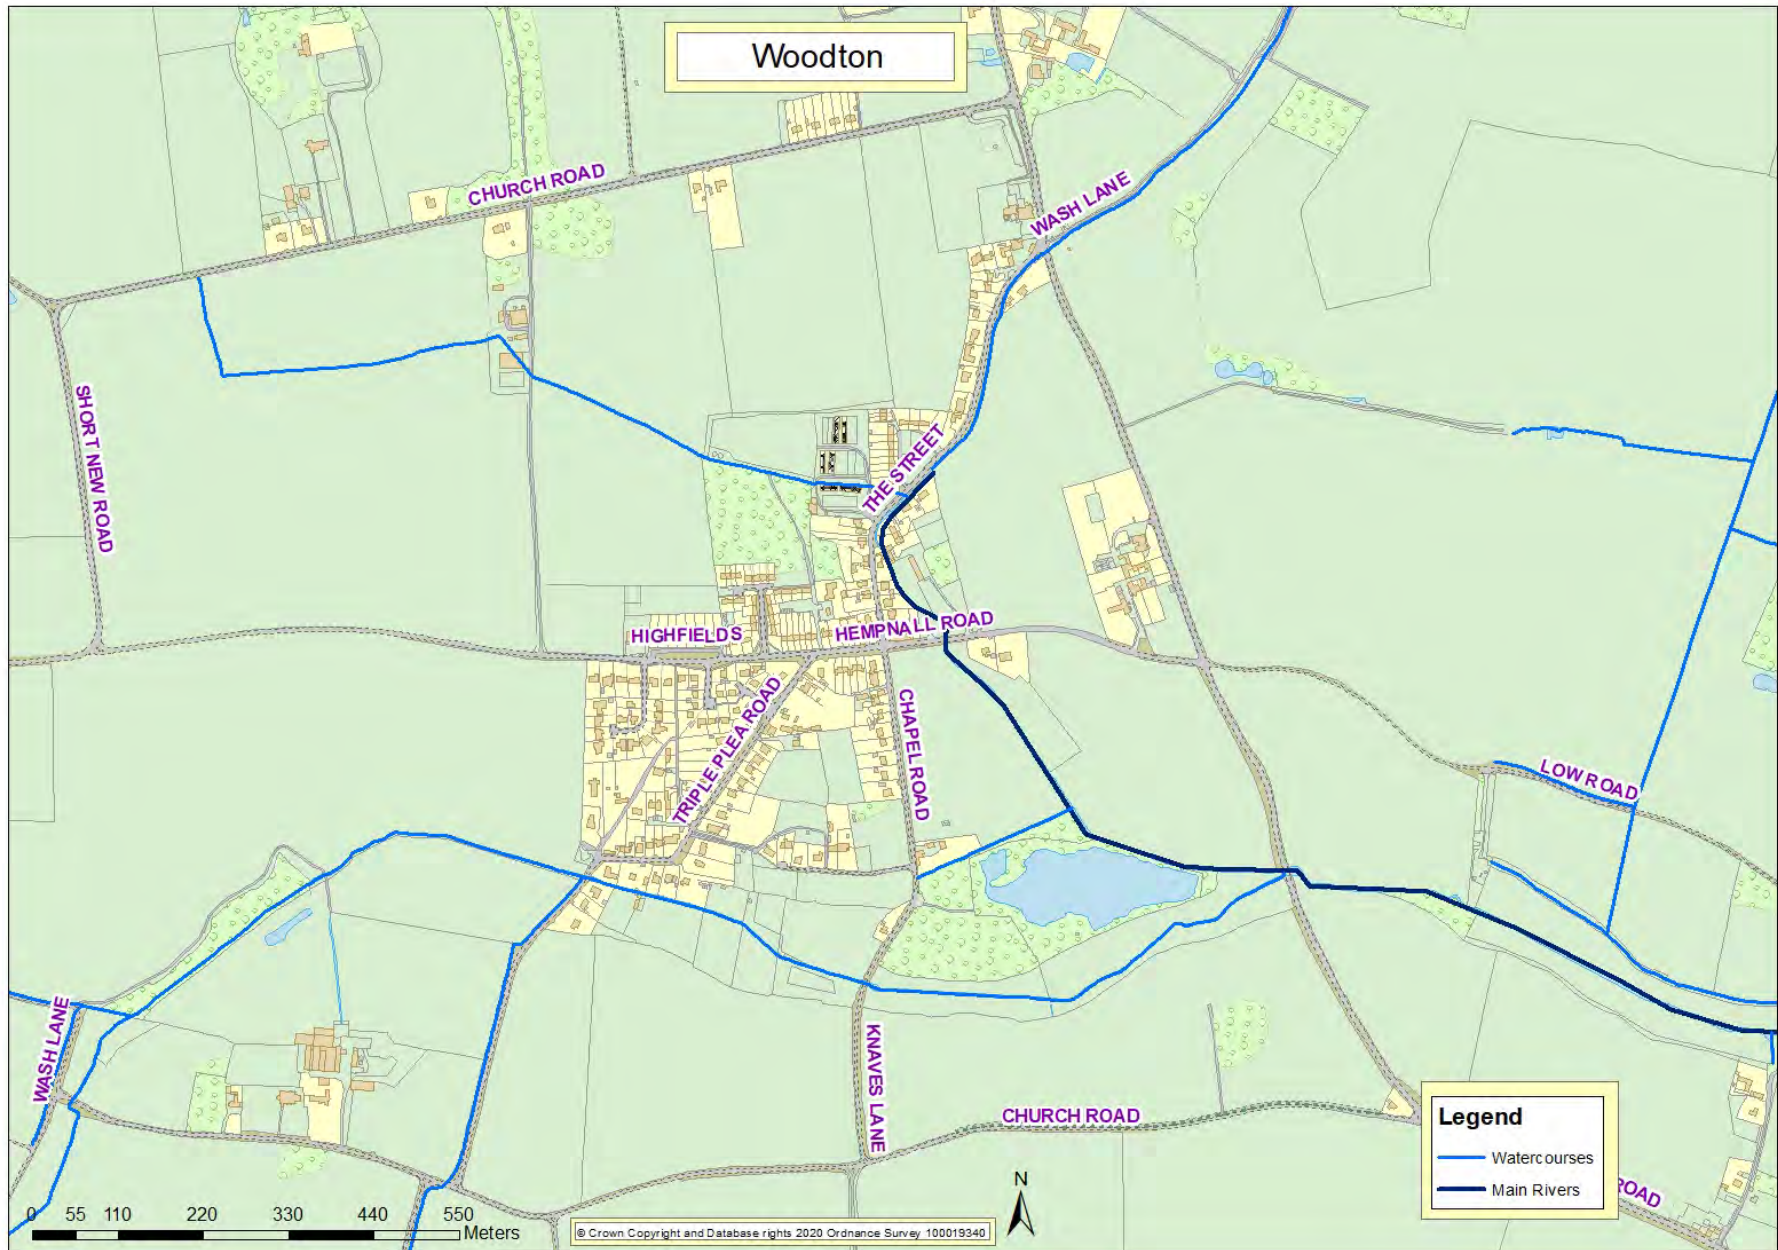 Woodton
CHURCH ROAD
WASH LANE
SHORT NEW ROAD
THE STREET
HIGHFIELDS
HEMPNALL ROAD
TRIPLE PLEA ROAD
CHAPEL ROAD
LOW ROAD
WASH LANE
KNAVES LANE
CHURCH ROAD
Legend
Watercourses
Main Rivers
ROAD
N
0 55 110 220 330 440 550
Meters
© Crown Copyright and Database rights 2020 Ordnance Survey 100019340